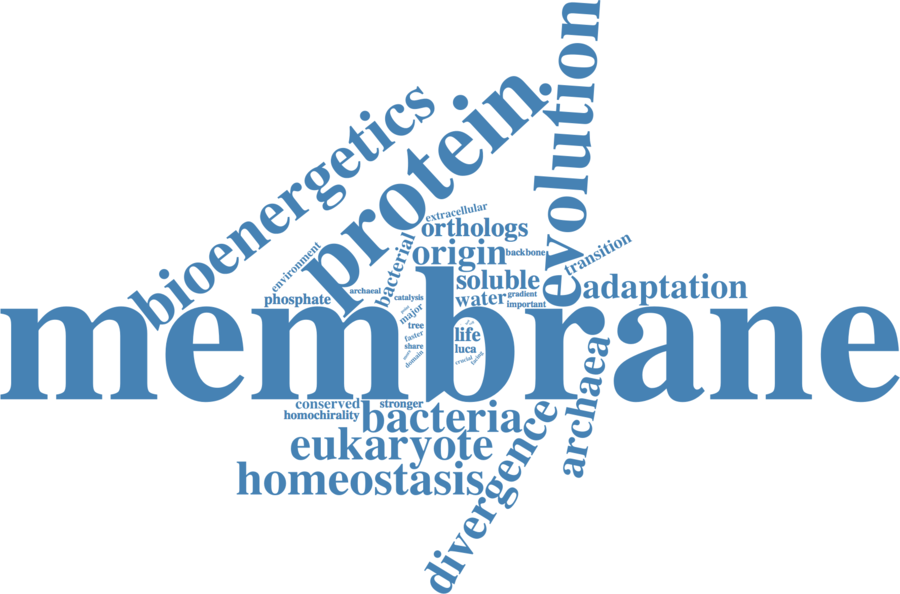 evolution
bioenergetics
protein
extracellular
orthologs
origin
backbone
bacterial
environment
transition
soluble
adaptation
phosphate
archaeal
catalysis
water
gradient
important
major
tree
faster
share
domain
life
luca
crucial
facing
membrane
conserved
stronger
homochirality
bacteria
archaea
eukaryote
homeostasis
divergence